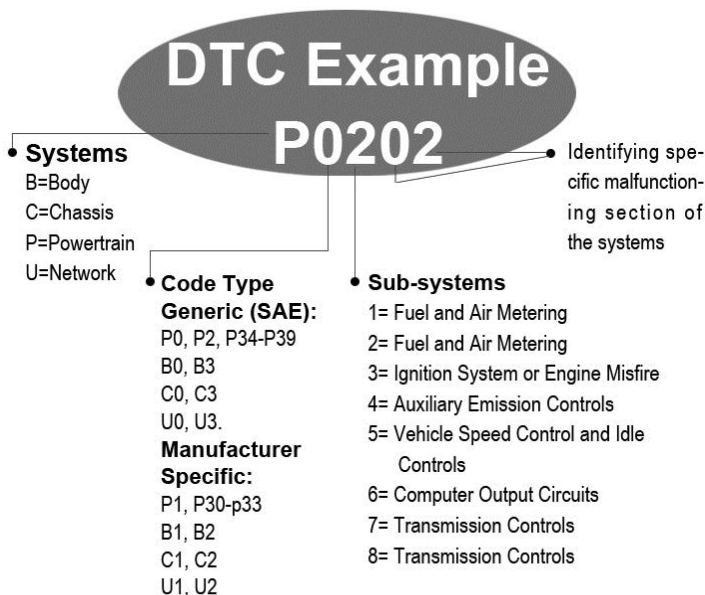 DTC Example
P0202
Systems
B=Body
C=Chassis
P=Powertrain
U=Network
Identifying spe-
cific malfunction-
ing section of
the systems
Code Type
Generic (SAE):
P0, P2, P34-P39
B0, B3
C0, C3
U0, U3.
Manufacturer
Specific:
P1, P30-p33
B1, B2
C1, C2
U1, U2
Sub-systems
1= Fuel and Air Metering
2= Fuel and Air Metering
3= Ignition System or Engine Misfire
4= Auxiliary Emission Controls
5= Vehicle Speed Control and Idle
Controls
6= Computer Output Circuits
7= Transmission Controls
8= Transmission Controls